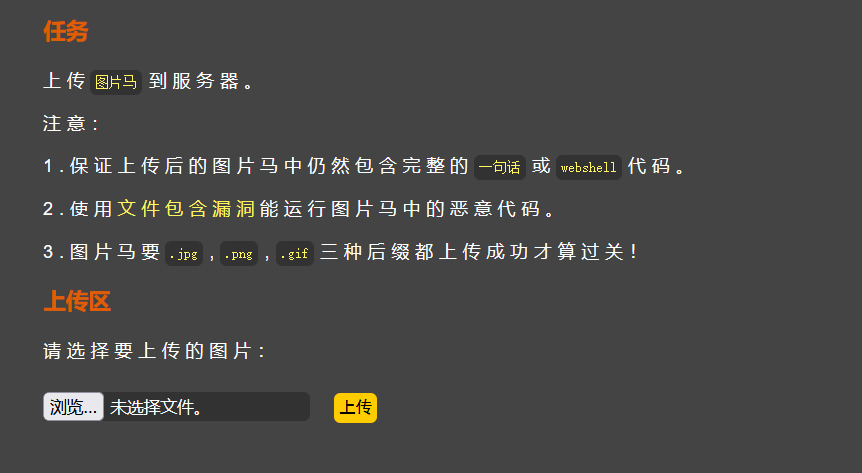 任务
上传 图片马 到服务器。
注意：
1.保证上传后的图片马中仍然包含完整的 一句话 或 webshell 代码。
2.使用文件包含漏洞能运行图片马中的恶意代码。
3.图片马要 .jpg , .png , .gif 三种后缀都上传成功才算过关！
上传区
请选择要上传的图片：
浏览... 未选择文件。 上传